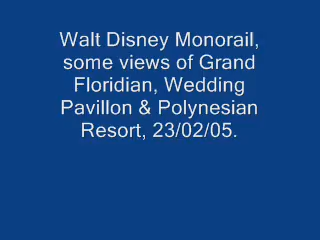 Walt Disney Monorail,
some views of Grand
Floridian, Wedding
Pavillon & Polynesian
Resort, 23/02/05.